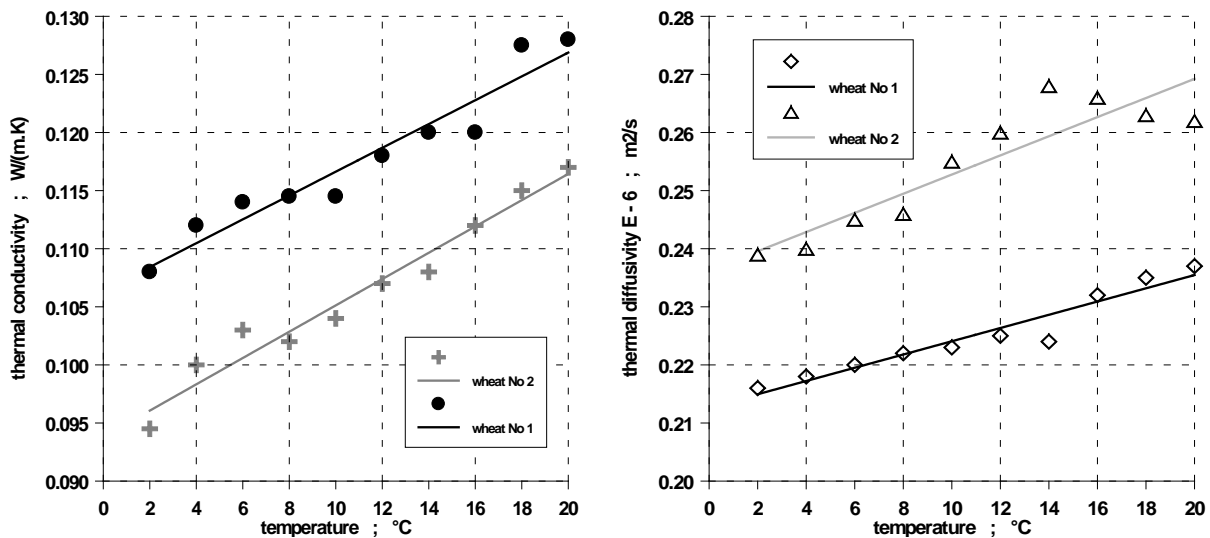 thermal conductivity ; W/(m.K)
0.130
0.125
0.120
0.115
0.110
0.105
0.100
0.095
0.090
wheat No 2
wheat No 1
0 2 4 6 8 10 12 14 16 18 20
temperature ; °C
thermal diffusivity E - 6 ; m2/s
0.28
0.27
0.26
0.25
0.24
0.23
0.22
0.21
0.20
wheat No 1
wheat No 2
0 2 4 6 8 10 12 14 16 18 20
temperature ; °C